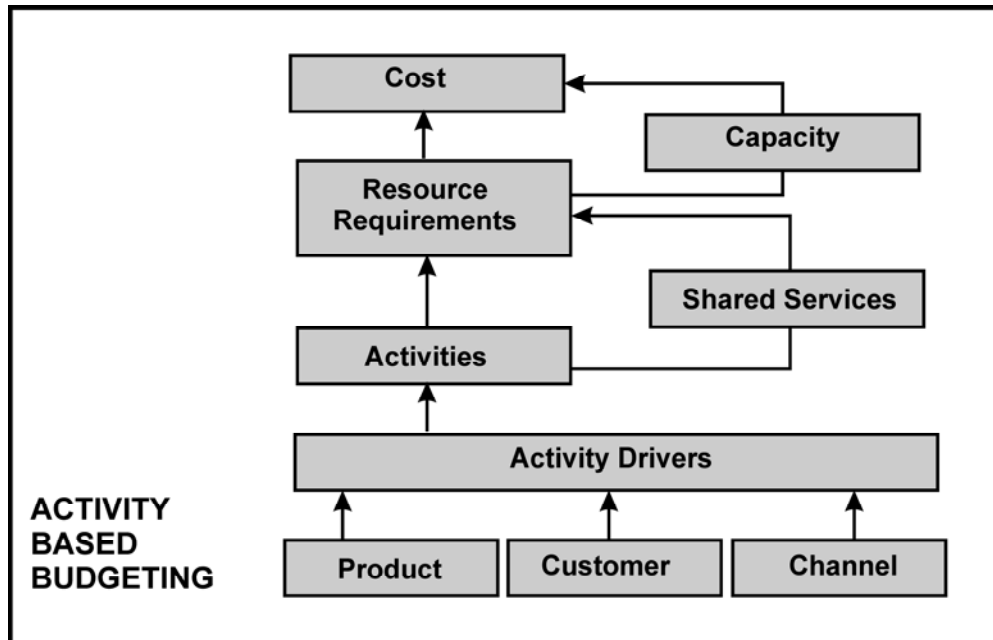 Cost
Capacity
Resource
Requirements
Shared Services
Activities
Activity Drivers
ACTIVITY
BASED
BUDGETING
Product
Customer
Channel